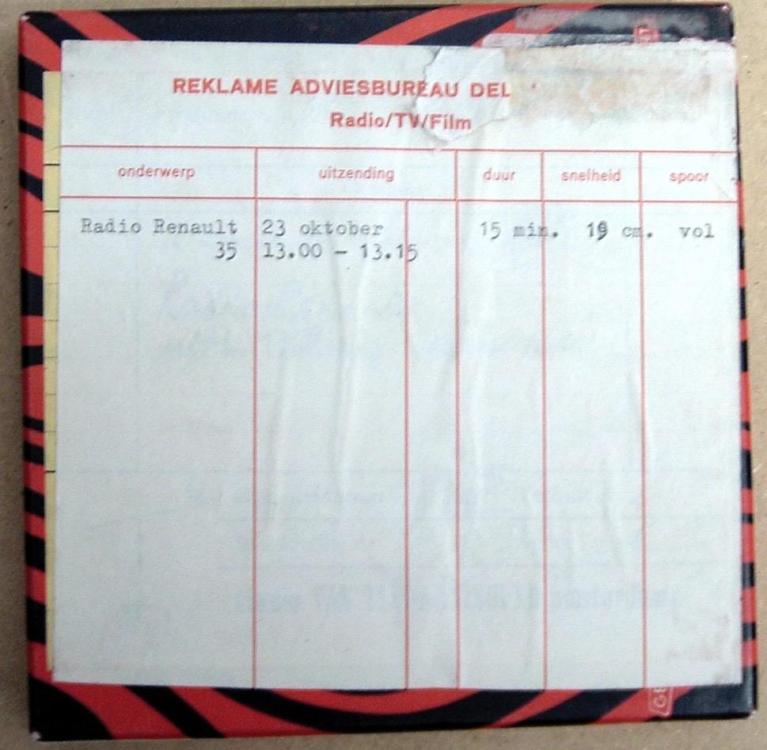 REKLAME ADVIESBUREAU DEL
Radio/TV/Film
onderwerp uitzending duur snelheid spoor
Radio Renault 23 oktober 15 min. 19 cm. vol
35 13.00 - 13.15